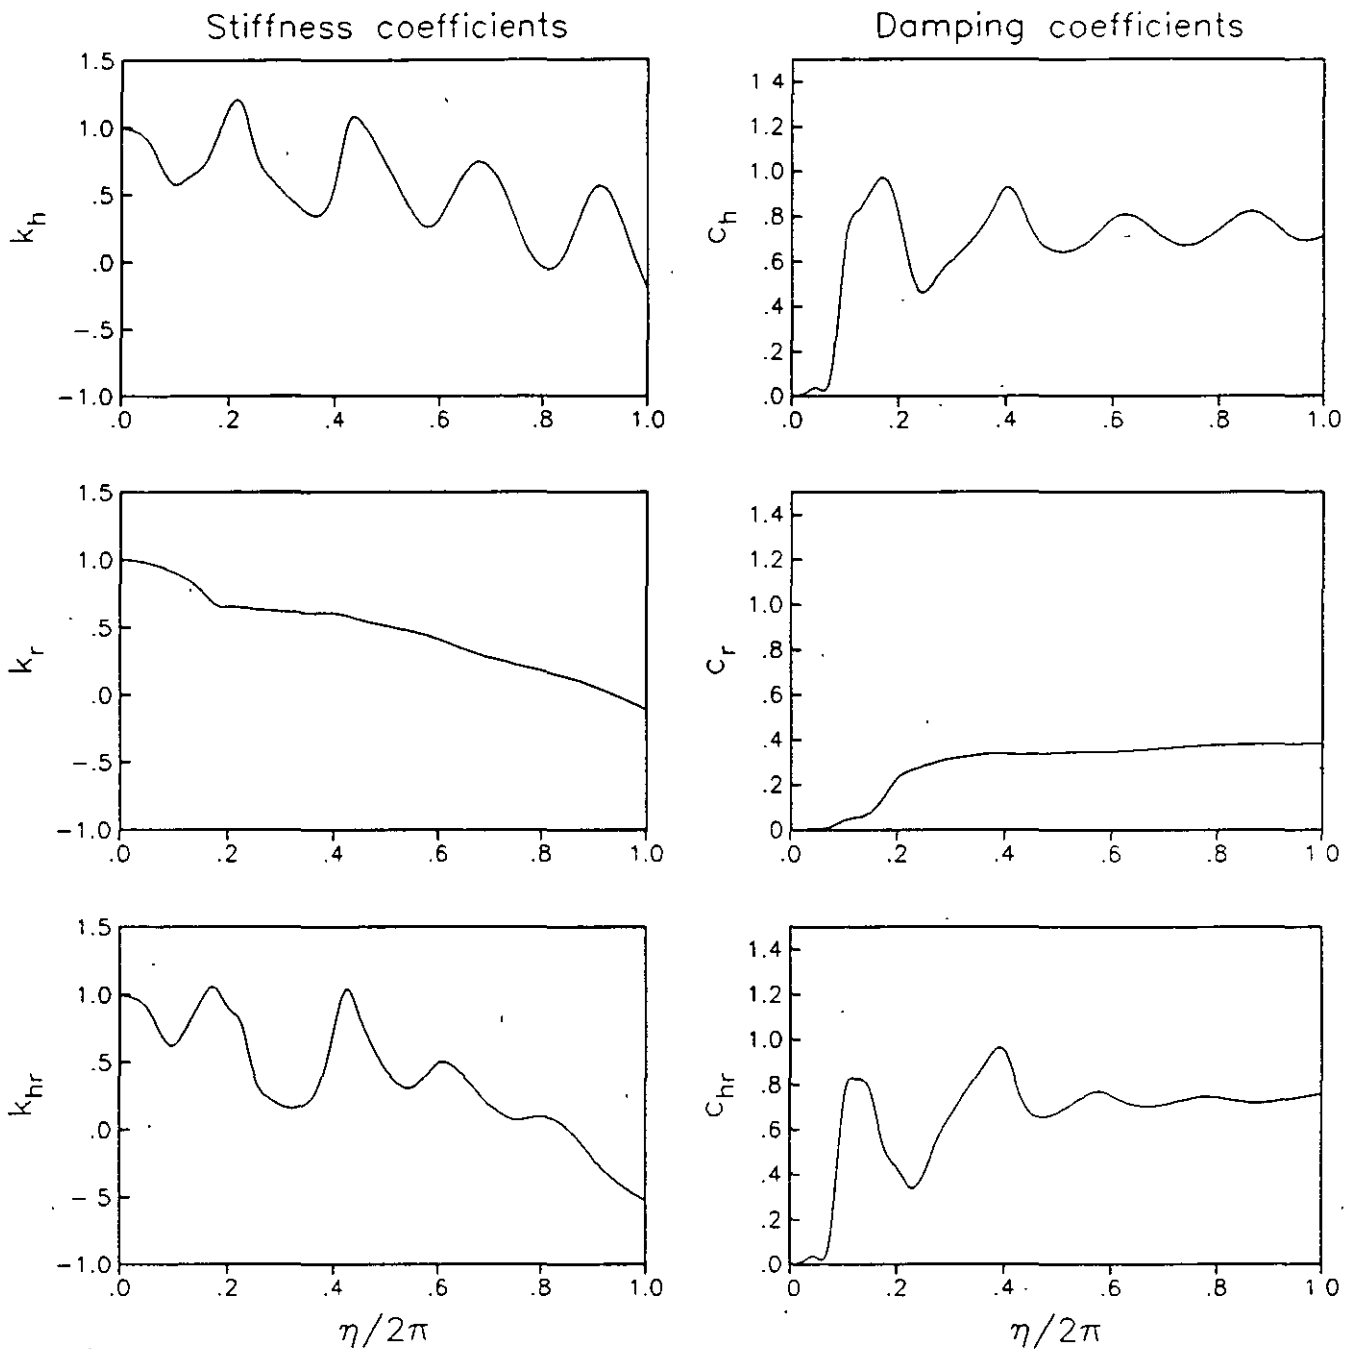 Stiffness coefficients
Damping coefficients
k_h
1.5
1.0
.5
.0
-.5
-1.0
.0 .2 .4 .6 .8 1.0
c_h
1 4
1.2
1.0
.8
.6
.4
.2
.0
.0 .2 .4 .6 .8 1.0
k_r
1.5
1.0
.5
.0
-.5
-1.0
.0 .2 .4 .6 .8 1.0
c_r
1.4
1.2
1.0
.8
.6
.4
.2
0
.0 .2 .4 .6 .8 1 0
k_hr
1.5
1.0
.5
.0
- 5
-1.0
.0 .2 .4 .6 .8 1.0
η/2π
c_hr
1.4
1.2
1.0
.8
.6
.4
.2
.0
0 .2 .4 .6 .8 1 0
η/2π